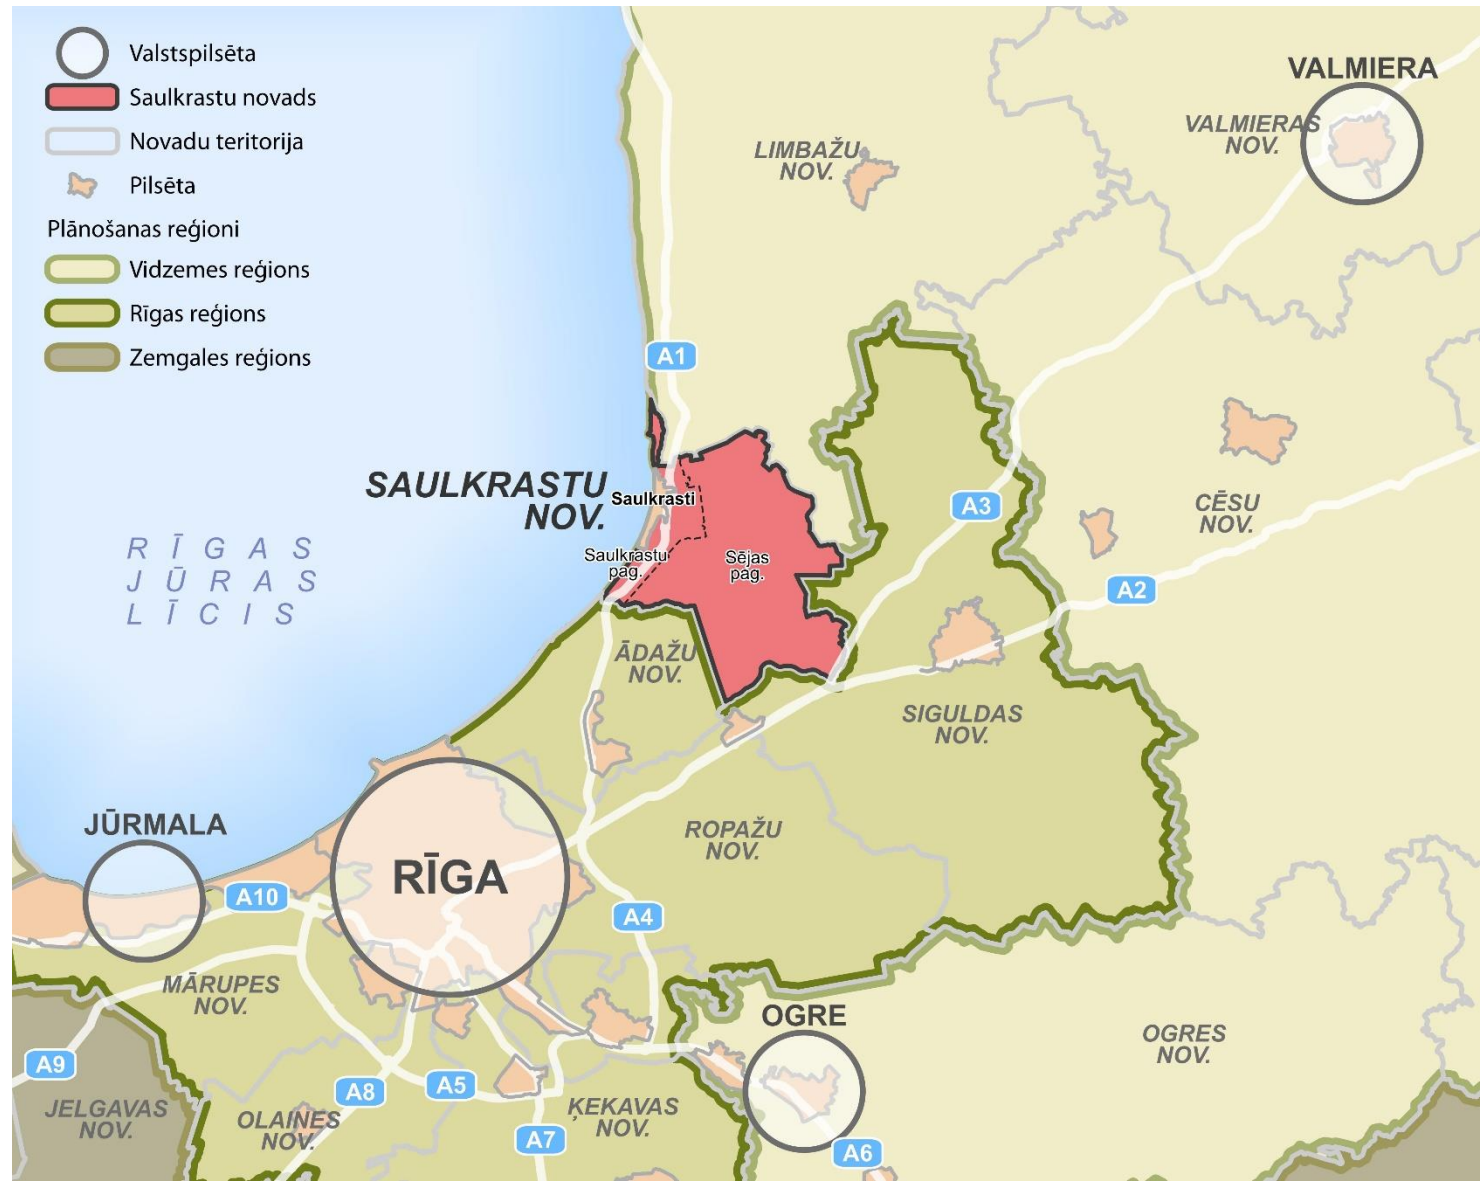 Valstspilsēta
Saulkrastu novads
Novadu teritorija
Pilsēta
Plānošanas reģioni
Vidzemes reģions
Rīgas reģions
Zemgales reģions
VALMIERA
VALMIERAS
NOV.
LIMBAŽU
NOV.
A1
SAULKRASTU
NOV.
Saulkrasti
Saulkrastu
pag.
Sējas
pag.
A3
CĒSU
NOV.
A2
RĪGAS
JŪRAS
LĪCIS
ĀDAŽU
NOV.
SIGULDAS
NOV.
JŪRMALA
RĪGA
ROPAŽU
NOV.
A10
A4
MĀRUPES
NOV.
OGRE
OGRES
NOV.
A9
A8
A5
JELGAVAS
NOV.
OLAINES
NOV.
ĶEKAVAS
NOV.
A7
A6